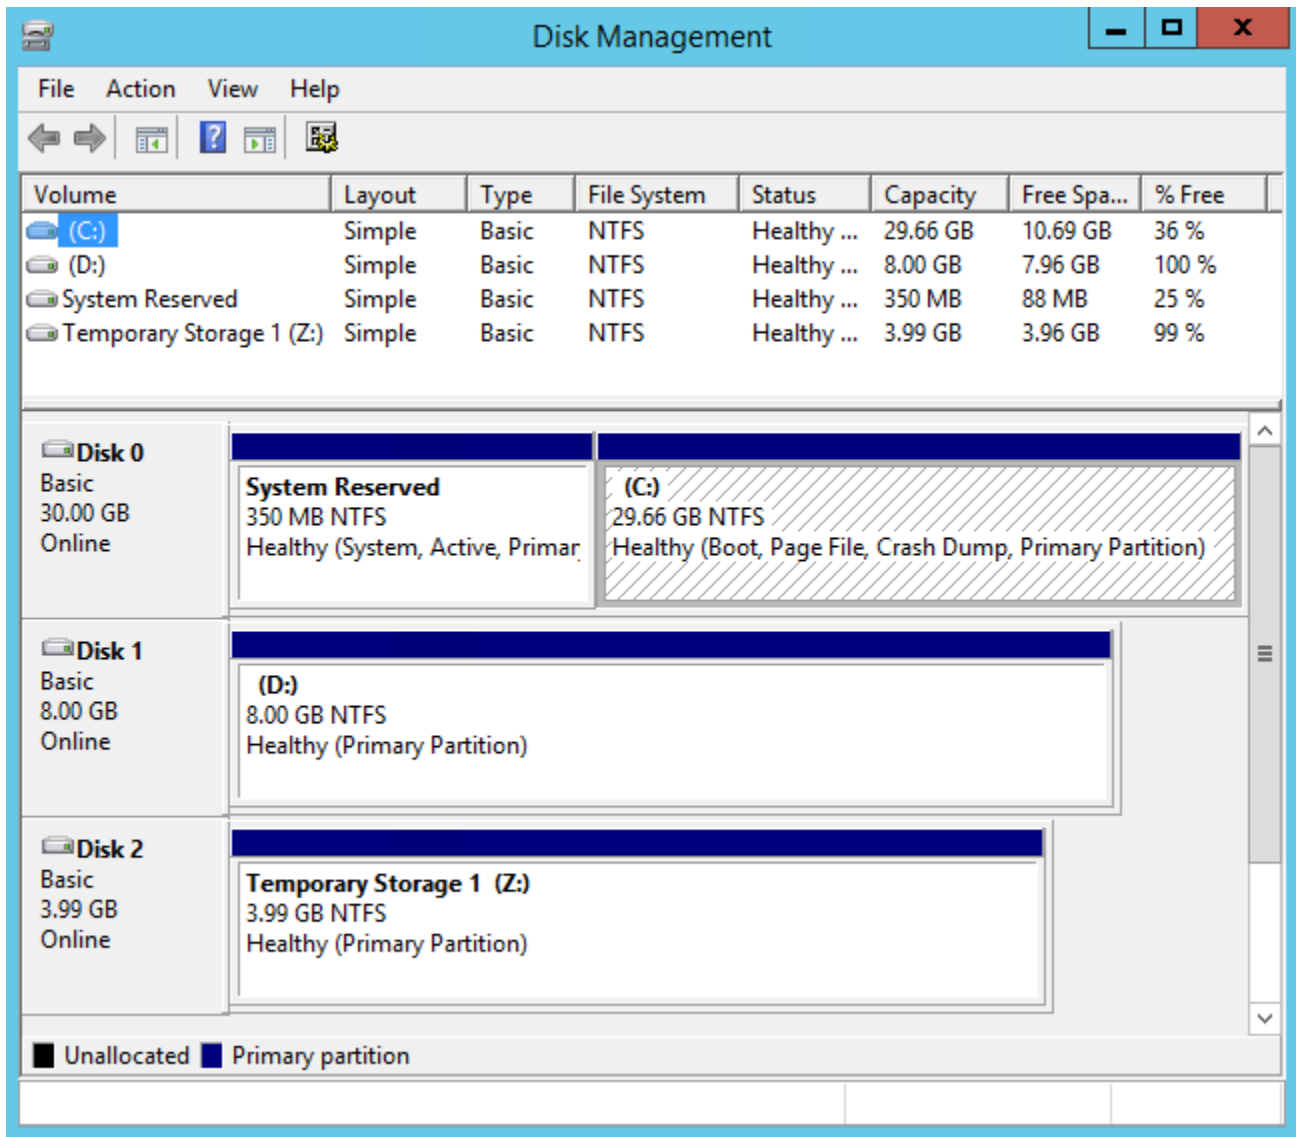 Disk Management
File Action View Help
Volume Layout Type File System Status Capacity Free Spa... % Free
(C:) Simple Basic NTFS Healthy ... 29.66 GB 10.69 GB 36 %
(D:) Simple Basic NTFS Healthy ... 8.00 GB 7.96 GB 100 %
System Reserved Simple Basic NTFS Healthy ... 350 MB 88 MB 25 %
Temporary Storage 1 (Z:) Simple Basic NTFS Healthy ... 3.99 GB 3.96 GB 99 %
Disk 0
Basic
30.00 GB
Online
System Reserved
350 MB NTFS
Healthy (System, Active, Primar
(C:)
29.66 GB NTFS
Healthy (Boot, Page File, Crash Dump, Primary Partition)
Disk 1
Basic
8.00 GB
Online
(D:)
8.00 GB NTFS
Healthy (Primary Partition)
Disk 2
Basic
3.99 GB
Online
Temporary Storage 1 (Z:)
3.99 GB NTFS
Healthy (Primary Partition)
Unallocated Primary partition